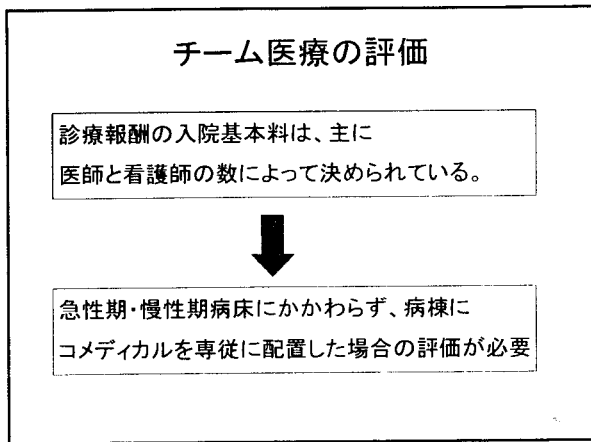 チーム医療の評価
診療報酬の入院基本料は、主に
医師と看護師の数によって決められている。
急性期・慢性期病床にかかわらず、病棟に
コメディカルを専従に配置した場合の評価が必要